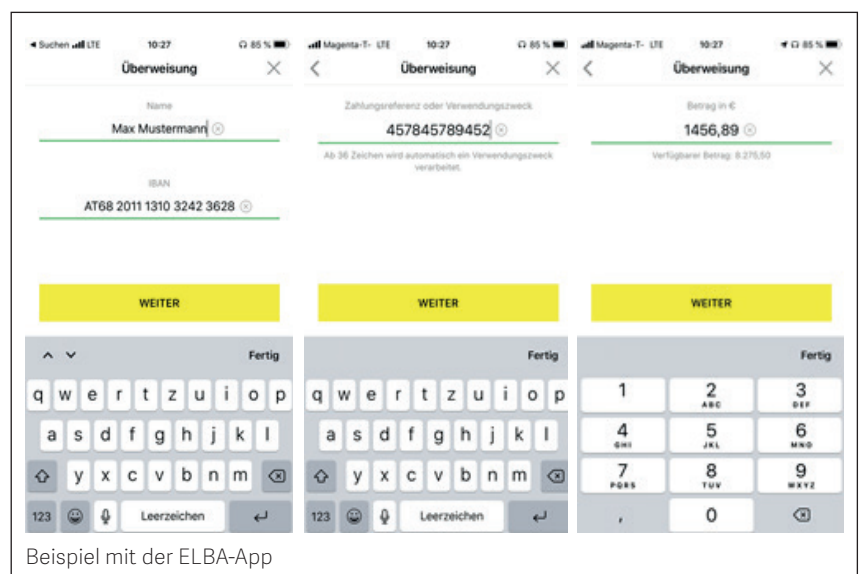 Suchen LTE 10:27 85 %
Überweisung
Name
Max Mustermann
IBAN
AT68 2011 1310 3242 3628
WEITER
Fertig
q w e r t z u i o p
a s d f g h j k l
y x c v b n m
123 Leerzeichen
Magenta-T- LTE 10:27 85 %
Überweisung
Zahlungsreferenz oder Verwendungszweck
457845789452
Ab 36 Zeichen wird automatisch ein Verwendungszweck
verarbeitet.
WEITER
Fertig
q w e r t z u i o p
a s d f g h j k l
y x c v b n m
123 Leerzeichen
Magenta-T- LTE 10:27 85 %
Überweisung
Betrag in €
1456,89
Verfügbarer Betrag: 8.275,50
WEITER
Fertig
1 2 3
ABC DEF
4 5 6
GHI JKL MNO
7 8 9
PQRS TUV WXYZ
, 0
Beispiel mit der ELBA-App